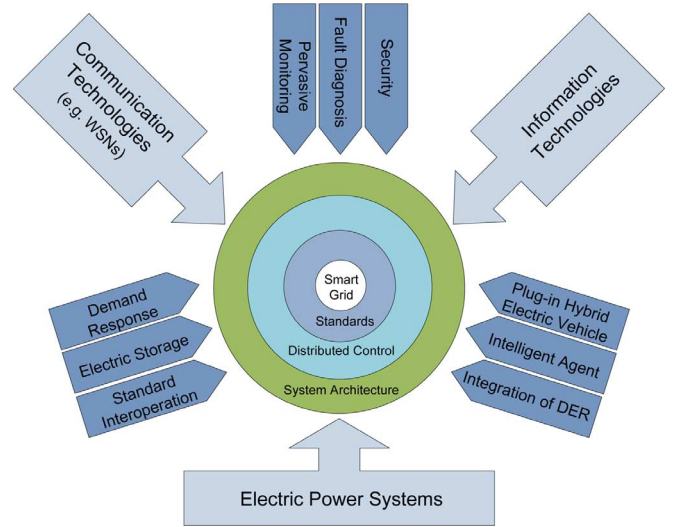 Communication
Technologies
(e.g. WSNs)
Pervasive
Monitoring
Fault Diagnosis
Security
Information
Technologies
Smart
Grid
Standards
Distributed Control
System Architecture
Demand
Response
Electric Storage
Standard
Interoperation
Plug-in Hybrid
Electric Vehicle
Intelligent Agent
Integration of DER
Electric Power Systems